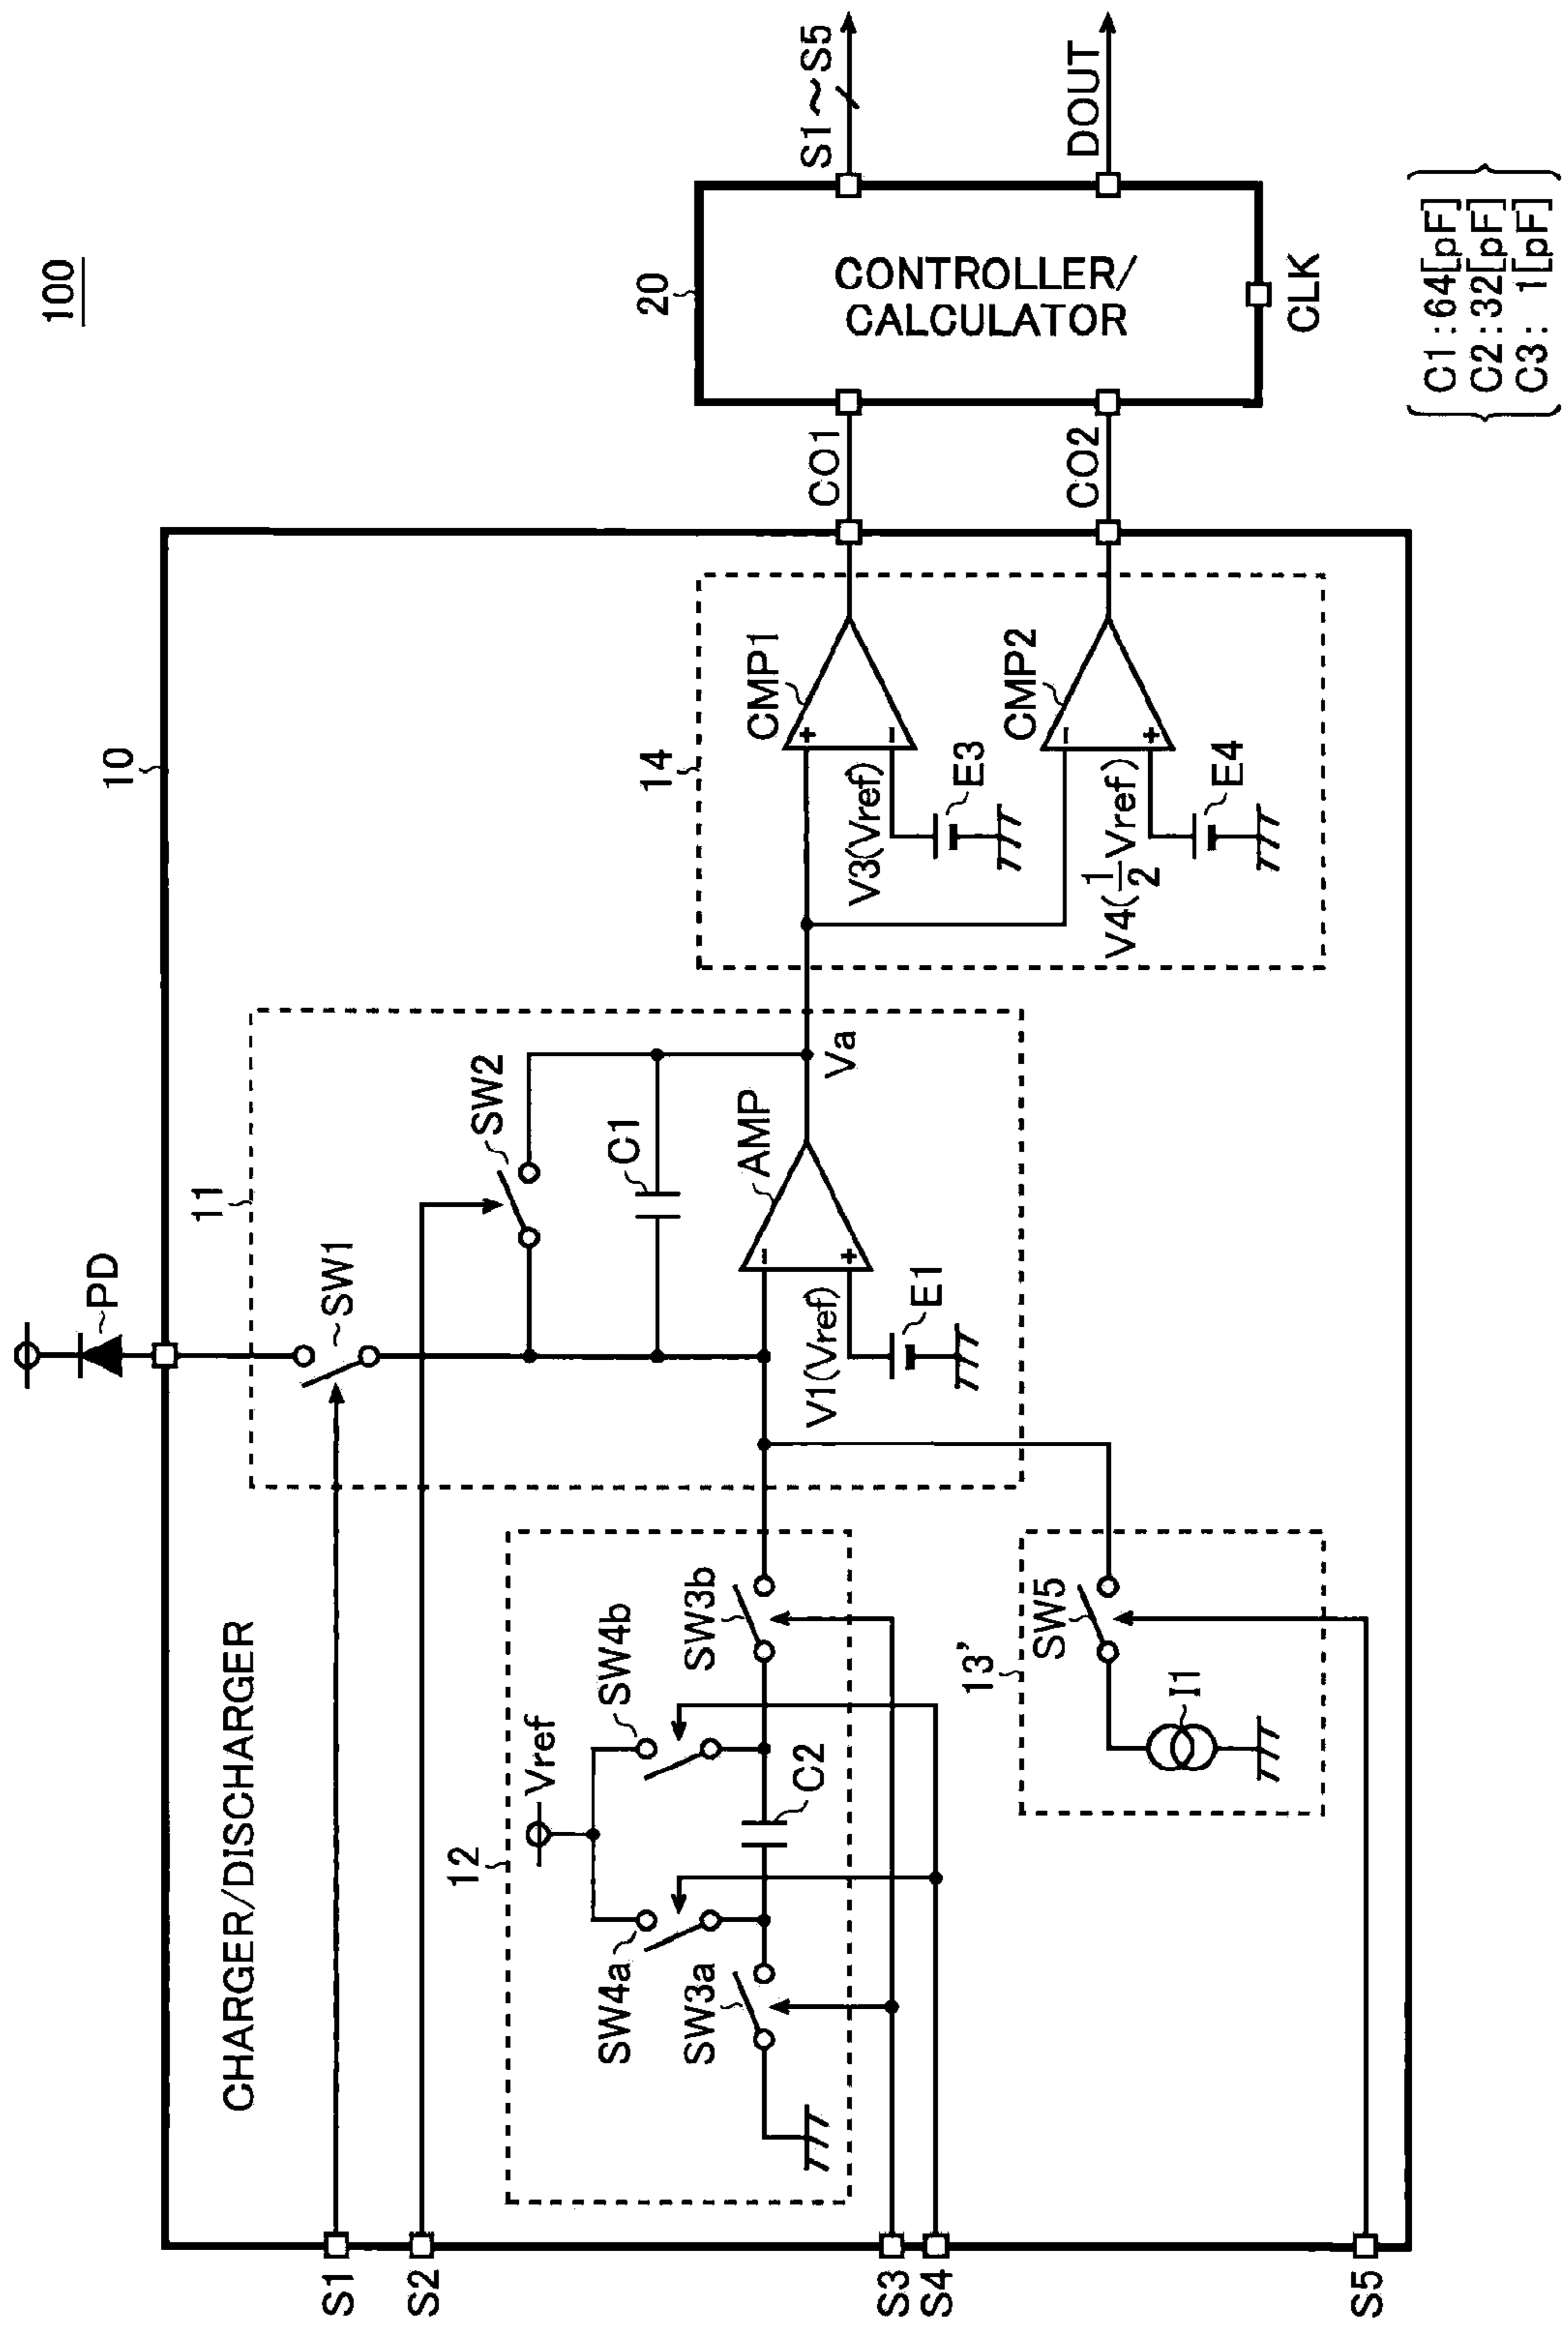 100
CHARGER/DISCHARGER
10
PD
11
SW1
SW2
C1
AMP
V1(Vref)
E1
Va
12
Vref
SW4a
SW4b
SW3a
SW3b
C2
13'
SW5
I1
14
CMP1
V3(Vref)
E3
CMP2
V4(1/2 Vref)
E4
CO1
CO2
20
CONTROLLER/
CALCULATOR
CLK
S1~S5
DOUT
S1
S2
S3
S4
S5
C1:64[pF]
C2:32[pF]
C3: 1[pF]